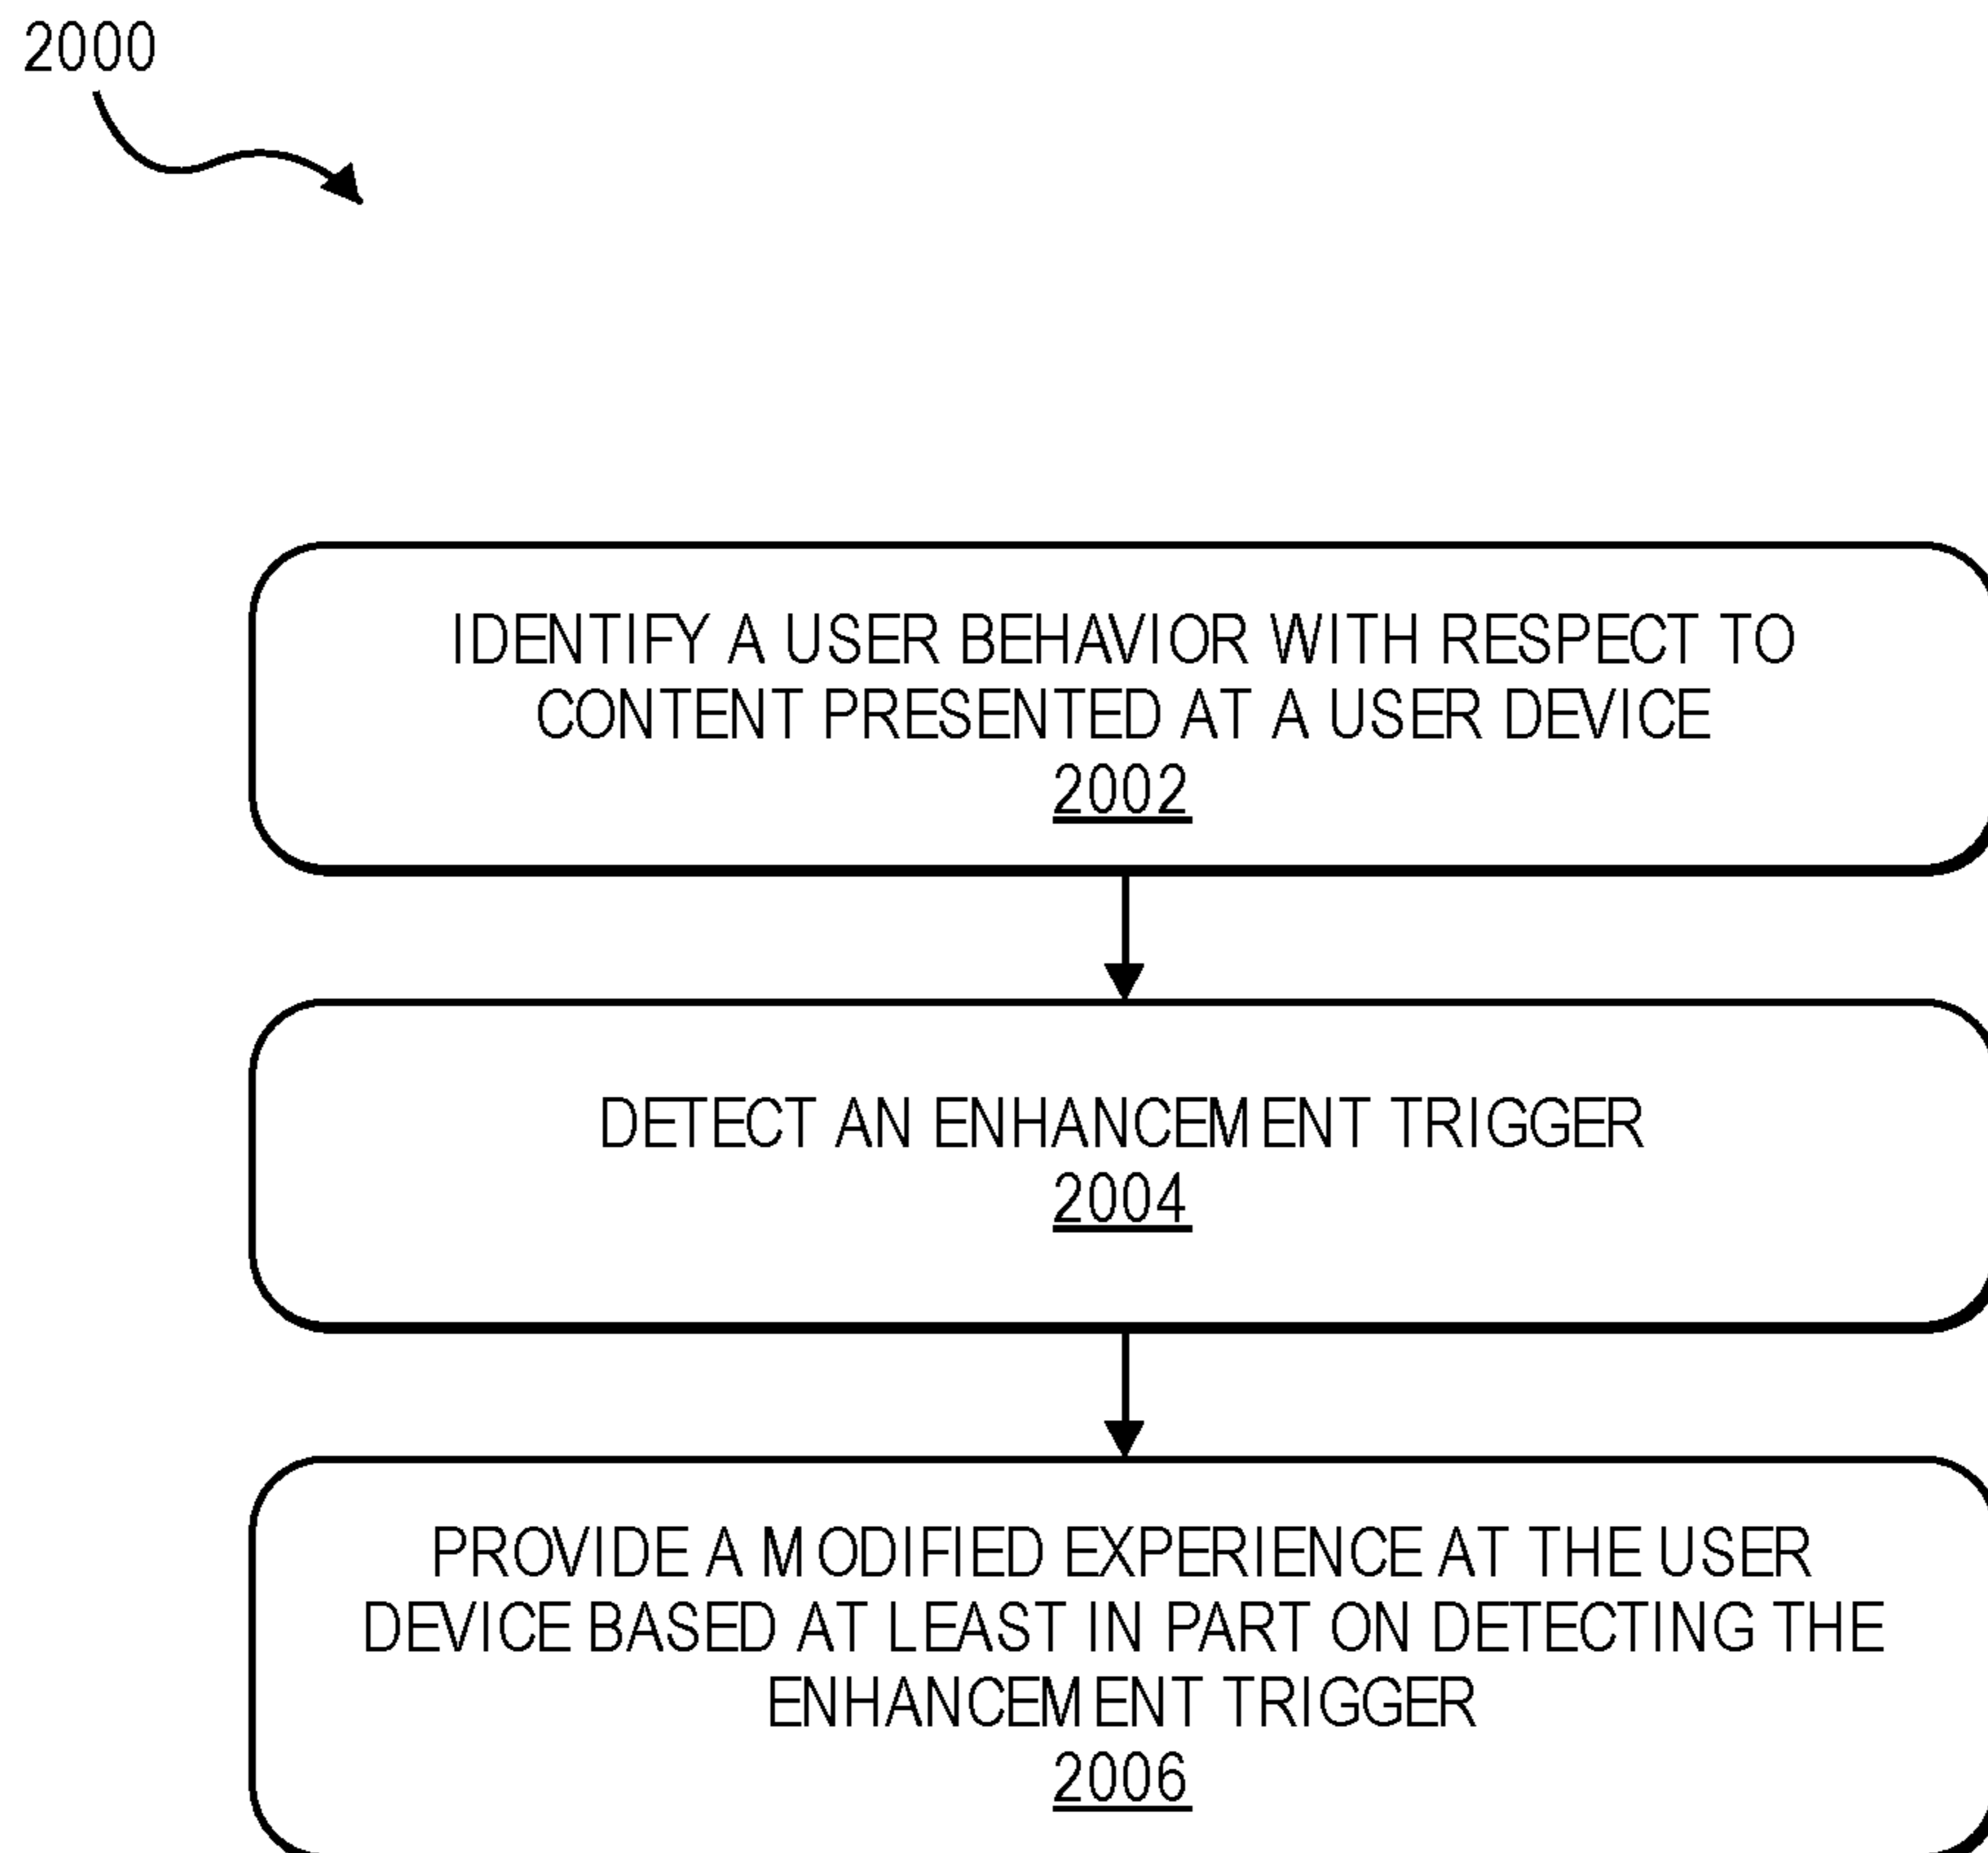 2000
IDENTIFY A USER BEHAVIOR WITH RESPECT TO
CONTENT PRESENTED AT A USER DEVICE
2002
DETECT AN ENHANCEMENT TRIGGER
2004
PROVIDE A MODIFIED EXPERIENCE AT THE USER
DEVICE BASED AT LEAST IN PART ON DETECTING THE
ENHANCEMENT TRIGGER
2006